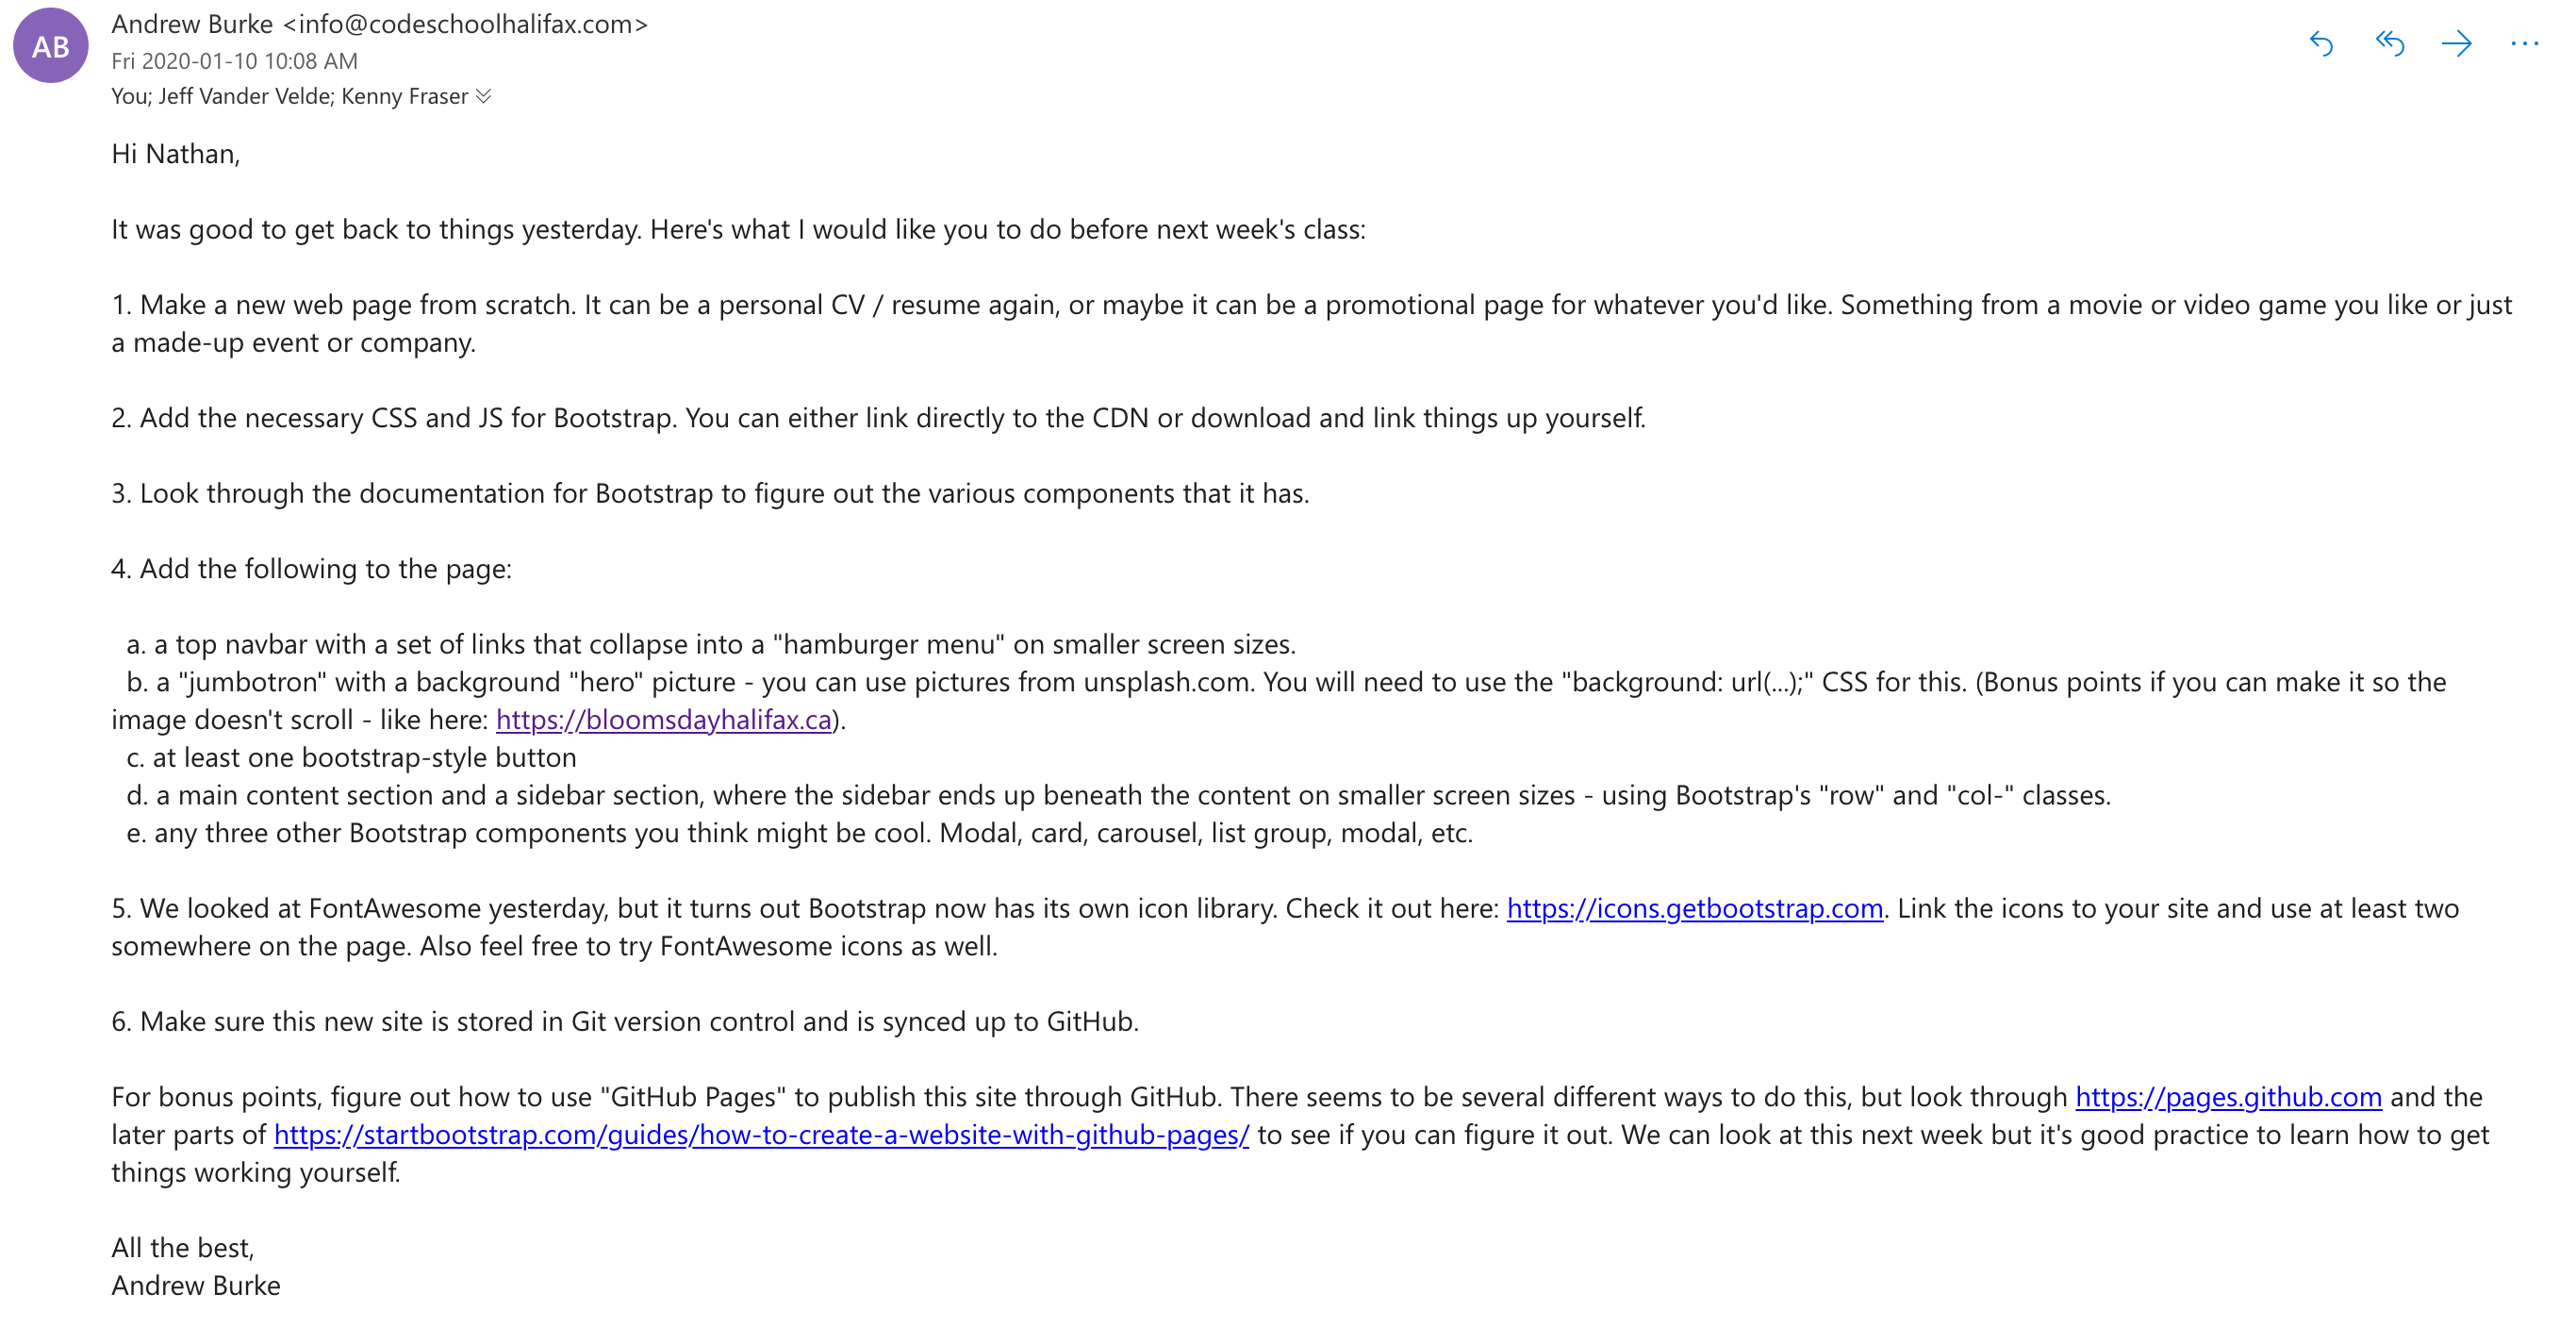 AB
Andrew Burke <info@codeschoolhalifax.com>
Fri 2020-01-10 10:08 AM
You; Jeff Vander Velde; Kenny Fraser
Hi Nathan,
It was good to get back to things yesterday. Here's what I would like you to do before next week's class:
1. Make a new web page from scratch. It can be a personal CV / resume again, or maybe it can be a promotional page for whatever you'd like. Something from a movie or video game you like or just
a made-up event or company.
2. Add the necessary CSS and JS for Bootstrap. You can either link directly to the CDN or download and link things up yourself.
3. Look through the documentation for Bootstrap to figure out the various components that it has.
4. Add the following to the page:
a. a top navbar with a set of links that collapse into a "hamburger menu" on smaller screen sizes.
b. a "jumbotron" with a background "hero" picture - you can use pictures from unsplash.com. You will need to use the "background: url(...);" CSS for this. (Bonus points if you can make it so the
image doesn't scroll - like here: https://bloomsdayhalifax.ca).
c. at least one bootstrap-style button
d. a main content section and a sidebar section, where the sidebar ends up beneath the content on smaller screen sizes - using Bootstrap's "row" and "col-" classes.
e. any three other Bootstrap components you think might be cool. Modal, card, carousel, list group, modal, etc.
5. We looked at FontAwesome yesterday, but it turns out Bootstrap now has its own icon library. Check it out here: https://icons.getbootstrap.com. Link the icons to your site and use at least two
somewhere on the page. Also feel free to try FontAwesome icons as well.
6. Make sure this new site is stored in Git version control and is synced up to GitHub.
For bonus points, figure out how to use "GitHub Pages" to publish this site through GitHub. There seems to be several different ways to do this, but look through https://pages.github.com and the
later parts of https://startbootstrap.com/guides/how-to-create-a-website-with-github-pages/ to see if you can figure it out. We can look at this next week but it's good practice to learn how to get
things working yourself.
All the best,
Andrew Burke